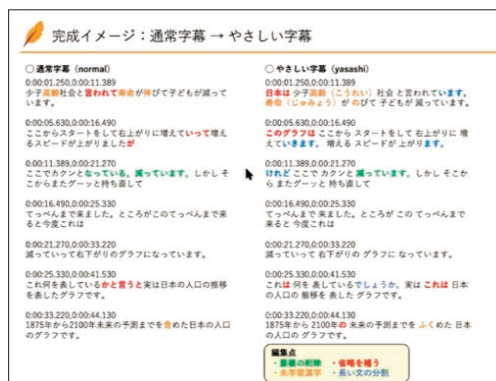 完成イメージ：通常字幕 → やさしい字幕
○ 通常字幕（normal）
0:00:01.250,0:00:11.389
少子高齢社会と言われて寿命が伸びて子どもが減って
います。
0:00:05.630,0:00:16.490
ここからスタートをして右上がりに増えていって増え
るスピードが上がりましたが
0:00:11.389,0:00:21.270
ここでカクンとなっている。減っています。しかし そ
こからまたグーッと持ち直して
0:00:16.490,0:00:25.330
てっぺんまで来ました。ところがこのてっぺんまで来
ると 今度これは
0:00:21.270,0:00:33.220
減っていって右下がりのグラフになっています。
0:00:25.330,0:00:41.530
これ何を表しているかと言うと実は日本の人口の推移
を表したグラフです。
0:00:33.220,0:00:44.130
1875年から2100年未来の予測までを含めた日本の人口
のグラフです。
○ やさしい字幕（yasashi）
0:00:01.250,0:00:11.389
日本は 少子高齢（こうれい）社会 と言われています。
寿命（じゅみょう）が のびて 子どもが 減っています。
0:00:05.630,0:00:16.490
このグラフは ここから スタートして 右上がりに 増
えていきます。 増える スピードが 上がります。
0:00:11.389,0:00:21.270
けれど ここで カクンと 減っています。しかし そこ
から またグーッと 持ち直して
0:00:16.490,0:00:25.330
てっぺんまで 来ました。ところが この てっぺんまで
来ると 今度これは
0:00:21.270,0:00:33.220
減っていって 右下がりの グラフに なっています。
0:00:25.330,0:00:41.530
これは 何を 表しているでしょうか。実は これは 日本
の人口の 推移を 表した グラフです。
0:00:33.220,0:00:44.130
1875年から 2100年の 未来の予測までを ふくめた 日本
の人口の グラフです。
編集点
・重複の削除 ・省略を補う
・未学習漢字 ・長い文の分割